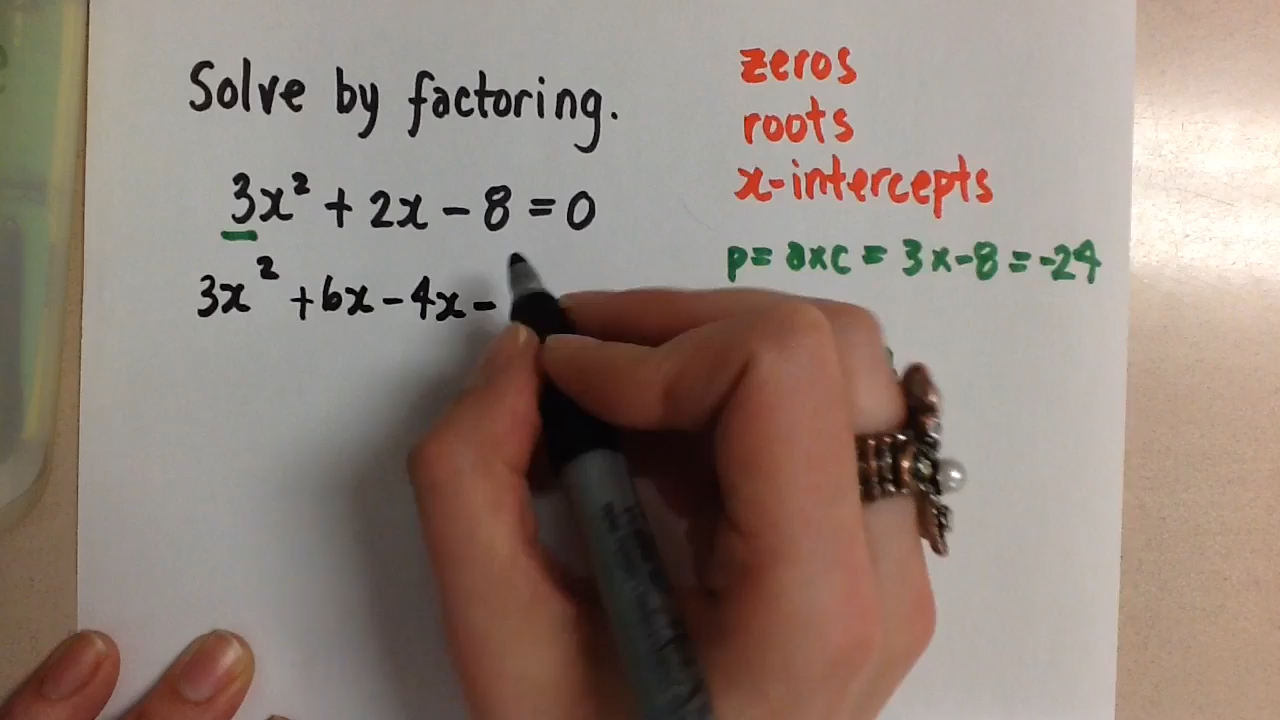 Solve by factoring.
3x² + 2x - 8 = 0
3x² + 6x - 4x -
zeros
roots
x-intercepts
p = a×c = 3×-8 = -24